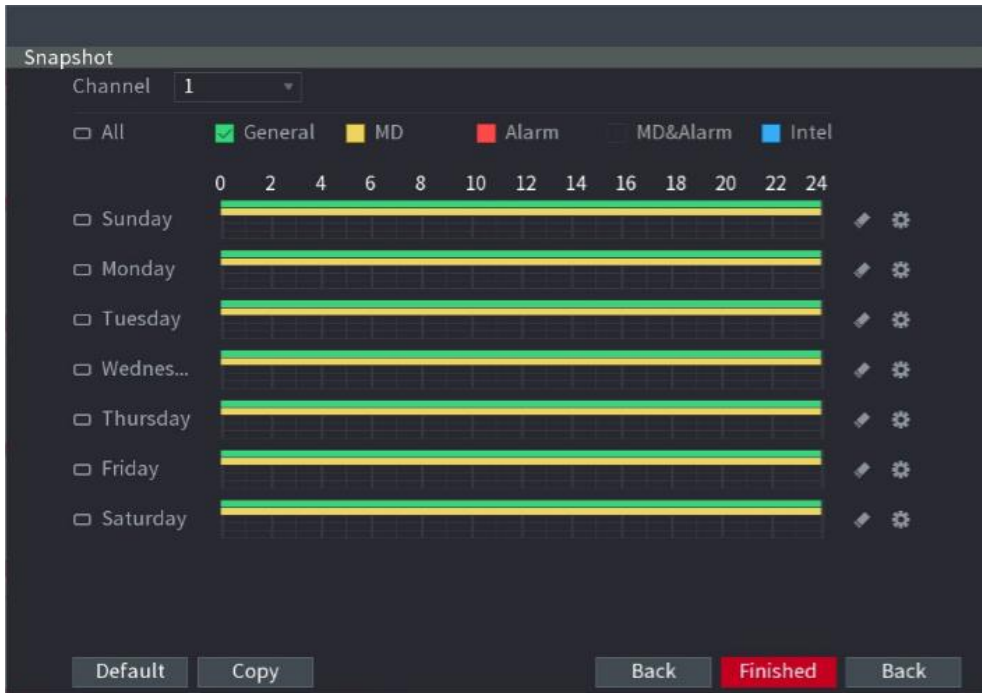 Snapshot
Channel 1
All General MD Alarm MD&Alarm Intel
0 2 4 6 8 10 12 14 16 18 20 22 24
Sunday
Monday
Tuesday
Wednes...
Thursday
Friday
Saturday
Default Copy Back Finished Back